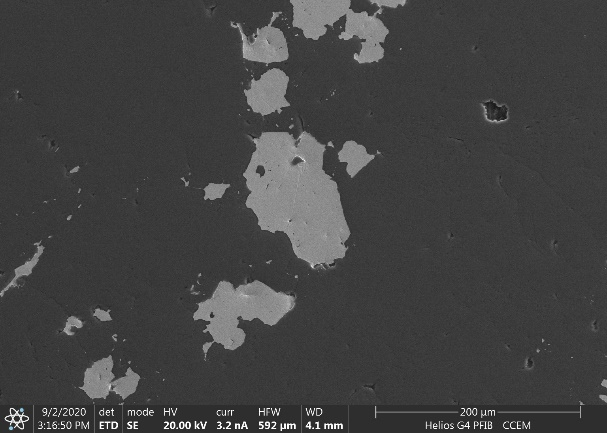 9/2/2020 det mode HV curr HFW WD 200 µm
3:16:50 PM ETD SE 20.00 kV 3.2 nA 592 µm 4.1 mm Helios G4 PFIB CCEM